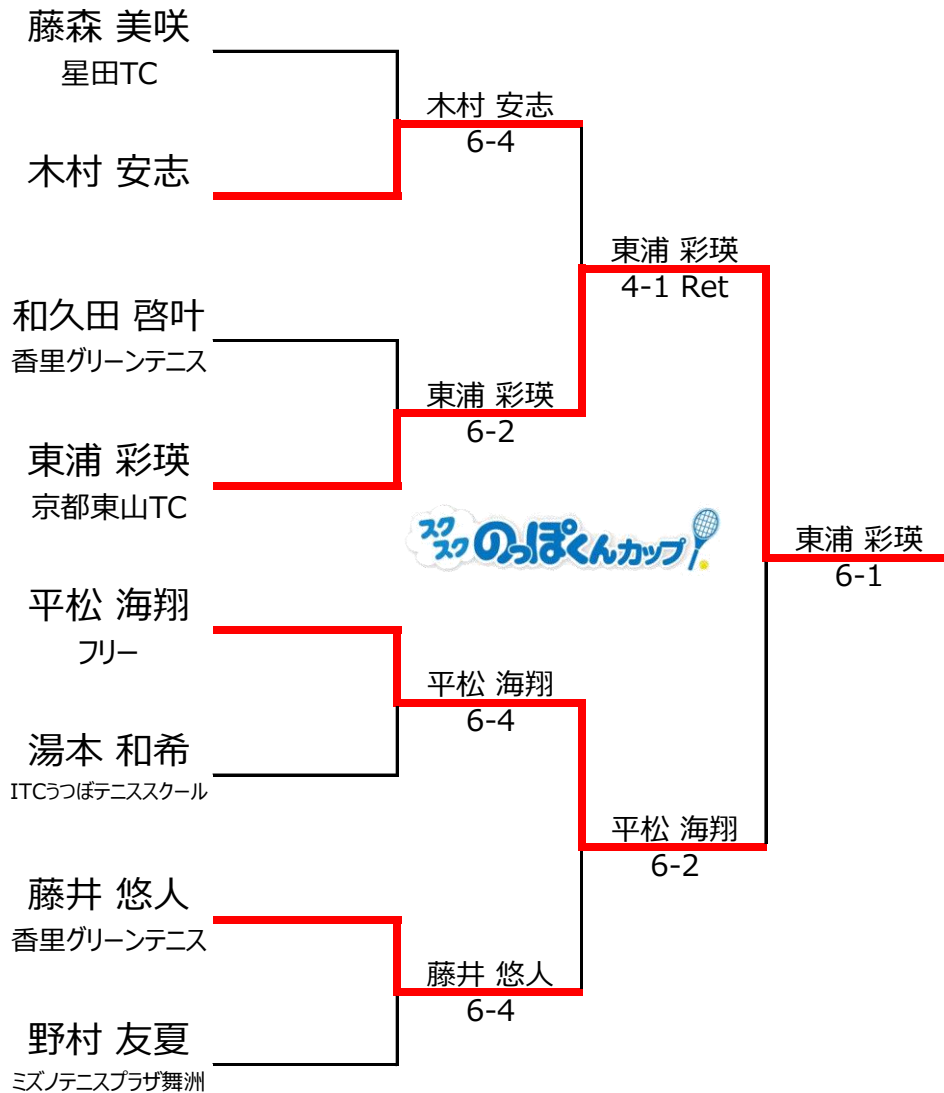 藤森 美咲
星田TC
木村 安志
和久田 啓叶
香里グリーンテニス
東浦 彩瑛
京都東山TC
平松 海翔
フリー
湯本 和希
ITCうつぼテニススクール
藤井 悠人
香里グリーンテニス
野村 友夏
ミズノテニスプラザ舞洲
木村 安志
6-4
東浦 彩瑛
6-2
スクスクのっぽくんカップ
平松 海翔
6-4
藤井 悠人
6-4
東浦 彩瑛
4-1 Ret
平松 海翔
6-2
東浦 彩瑛
6-1